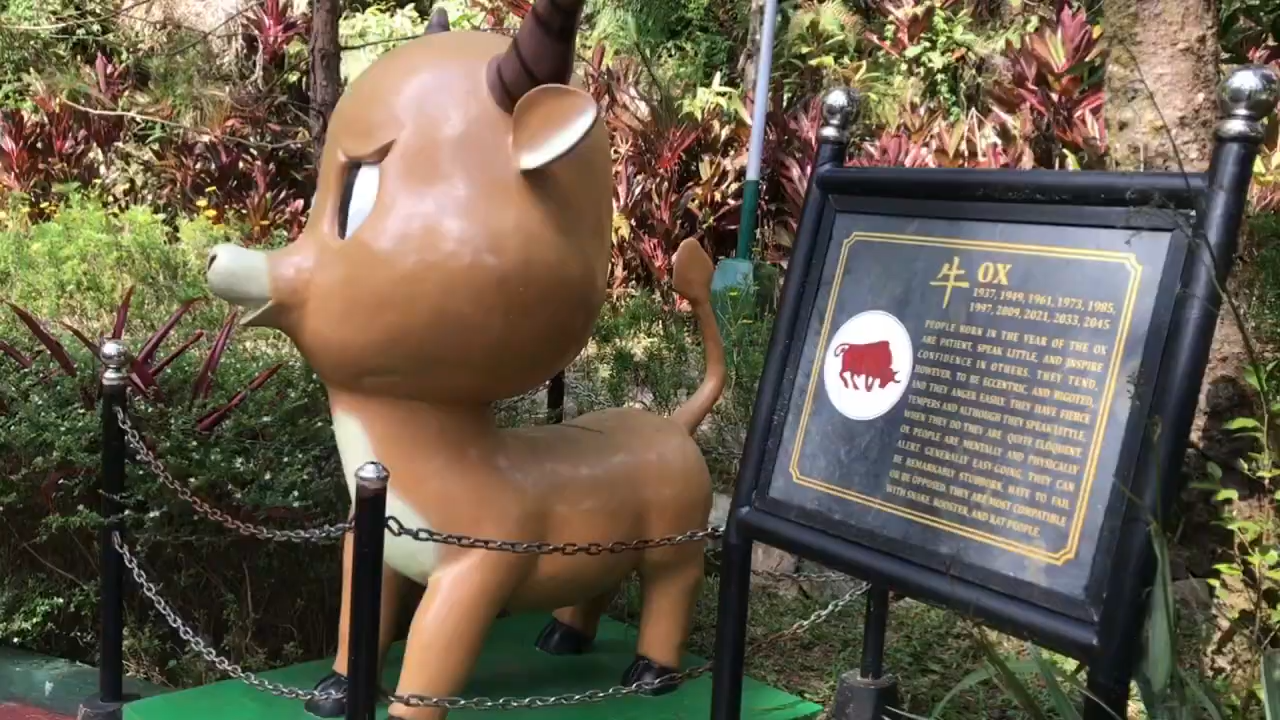 牛 OX
1937, 1949, 1961, 1973, 1985,
1997, 2009, 2021, 2033, 2045
PEOPLE BORN IN THE YEAR OF THE OX
ARE PATIENT, SPEAK LITTLE, AND INSPIRE
CONFIDENCE IN OTHERS. THEY TEND,
HOWEVER, TO BE ECCENTRIC, AND BIGOTED,
AND THEY ANGER EASILY. THEY HAVE FIERCE
TEMPERS AND ALTHOUGH THEY SPEAK LITTLE,
WHEN THEY DO THEY ARE QUITE ELOQUENT.
OX PEOPLE ARE MENTALLY AND PHYSICALLY
ALERT. GENERALLY EASY-GOING, THEY CAN
BE REMARKABLY STUBBORN, HATE TO FAIL
OR BE OPPOSED. THEY ARE MOST COMPATIBLE
WITH SNAKE, ROOSTER, AND RAT PEOPLE.